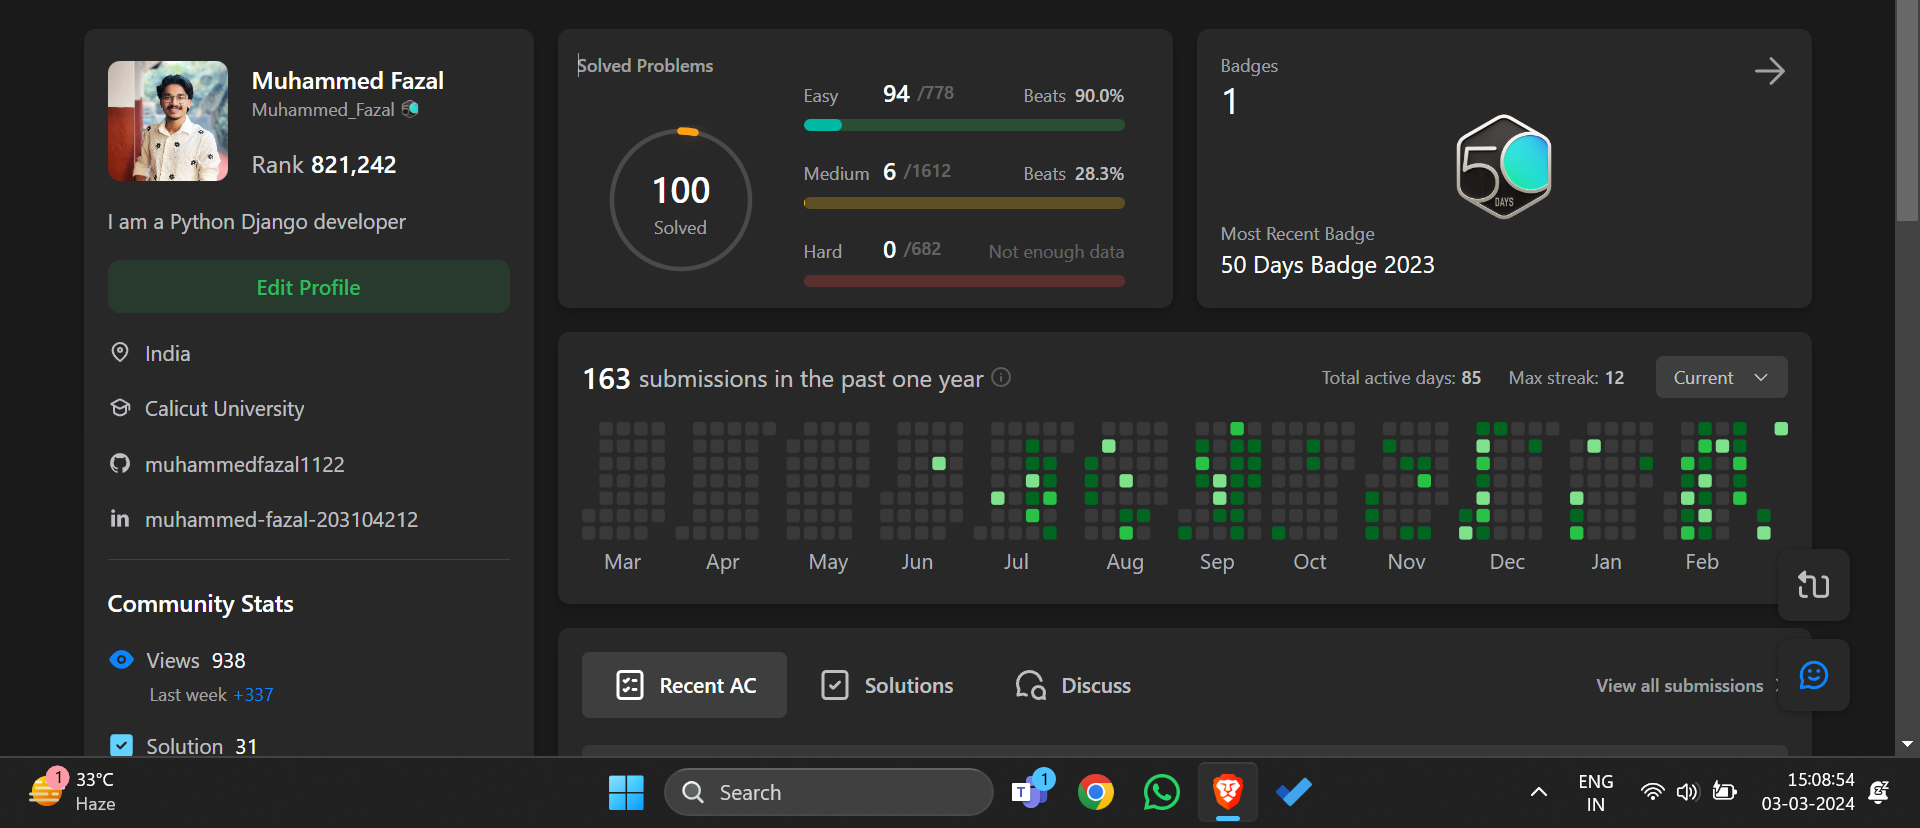 Muhammed Fazal
Muhammed_Fazal
Rank 821,242
I am a Python Django developer
Edit Profile
India
Calicut University
muhammedfazal1122
muhammed-fazal-203104212
Community Stats
Views 938
Last week +337
Solution 31
Solved Problems
100
Solved
Easy 94 /778 Beats 90.0%
Medium 6 /1612 Beats 28.3%
Hard 0 /682 Not enough data
Badges
1
50
DAYS
Most Recent Badge
50 Days Badge 2023
163 submissions in the past one year
Total active days: 85 Max streak: 12 Current
Mar Apr May Jun Jul Aug Sep Oct Nov Dec Jan Feb
Recent AC Solutions Discuss View all submissions
1
33°C
Haze
Search
T
1
ENG
IN
15:08:54
03-03-2024